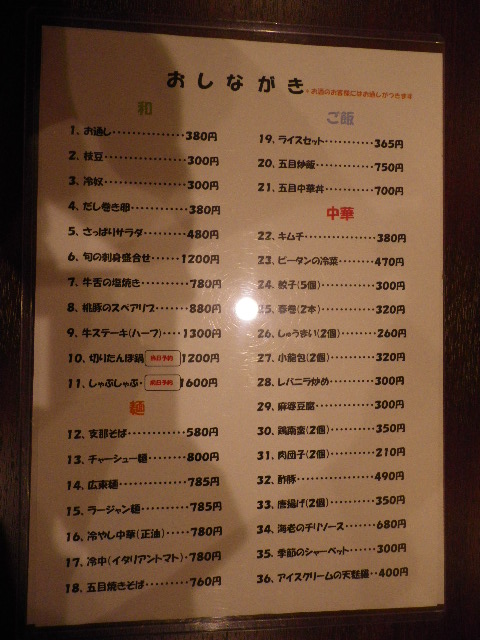 おしながき
・お酒のお客様にはお通しがつきます
和
1、お通し・・・・・・・・・・・・・・・380円
2、枝豆・・・・・・・・・・・・・・・・300円
3、冷奴・・・・・・・・・・・・・・・・300円
4、だし巻き卵・・・・・・・・・・・・380円
5、さっぱりサラダ・・・・・・・・480円
6、旬の刺身盛合せ・・・・・・1200円
7、牛舌の塩焼き・・・・・・・・・780円
8、桃豚のスペアリブ・・・・・・880円
9、牛ステーキ(ハーフ)・・・・1300円
10、切りたんぽ鍋 前日予約 1200円
11、しゃぶしゃぶ・ 前日予約 1600円
麺
12、支那そば・・・・・・・・・・・580円
13、チャーシュー麺・・・・・・・800円
14、広東麺・・・・・・・・・・・・・785円
15、ラージャン麺・・・・・・・・・785円
16、冷やし中華(正油)・・・・・780円
17、冷中(イタリアントマト)・780円
18、五目焼きそば・・・・・・・・・760円
ご飯
19、ライスセット・・・・・・・・・・365円
20、五目炒飯・・・・・・・・・・・・750円
21、五目中華丼・・・・・・・・・・700円
中華
22、キムチ・・・・・・・・・・・・・・380円
23、ピータンの冷菜・・・・・・・470円
24、餃子(5個)・・・・・・・・・・・300円
25、春巻(2本)・・・・・・・・・・・320円
26、しゅうまい(2個)・・・・・・・260円
27、小龍包(2個)・・・・・・・・・320円
28、レバニラ炒め・・・・・・・・・300円
29、麻婆豆腐・・・・・・・・・・・・300円
30、鶏南蛮(2個)・・・・・・・・・350円
31、肉団子(2個)・・・・・・・・・210円
32、酢豚・・・・・・・・・・・・・・・・490円
33、唐揚げ(2個)・・・・・・・・・350円
34、海老のチリソース・・・・・・680円
35、季節のシャーベット・・・・・300円
36、アイスクリームの天麩羅・・400円